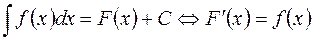 ∫ f(x)dx = F(x) + C ⇔ F′(x) = f(x)